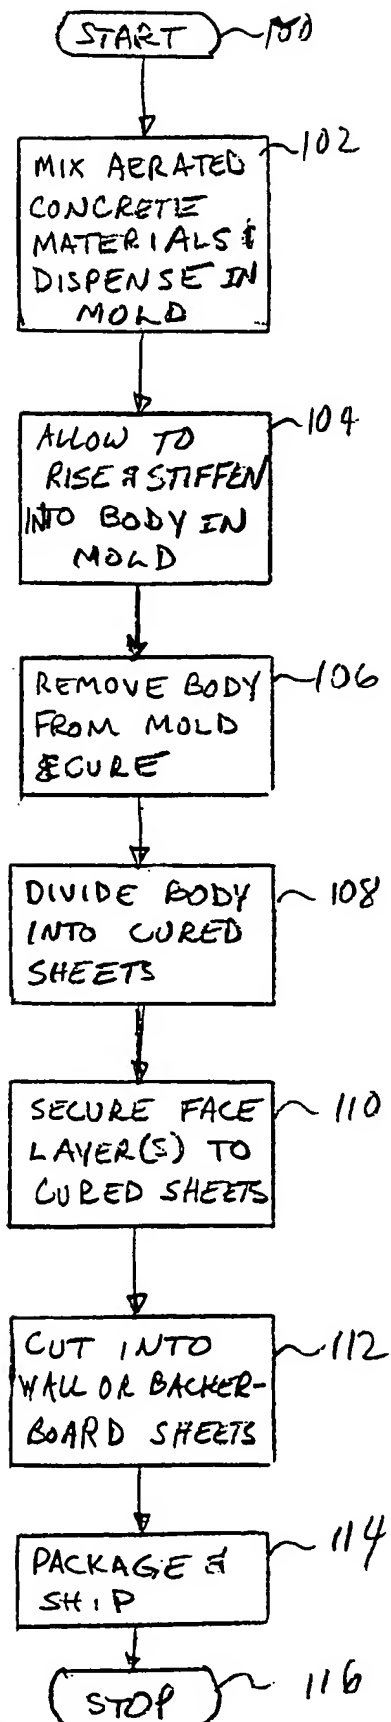 START 100
MIX AERATED 102
CONCRETE
MATERIALS &
DISPENSE IN
MOLD
ALLOW TO 104
RISE & STIFFEN
INTO BODY IN
MOLD
REMOVE BODY 106
FROM MOLD
& CURE
DIVIDE BODY 108
INTO CURED
SHEETS
SECURE FACE 110
LAYER(S) TO
CURED SHEETS
CUT INTO 112
WALL OR BACKER-
BOARD SHEETS
PACKAGE & 114
SHIP
STOP 116